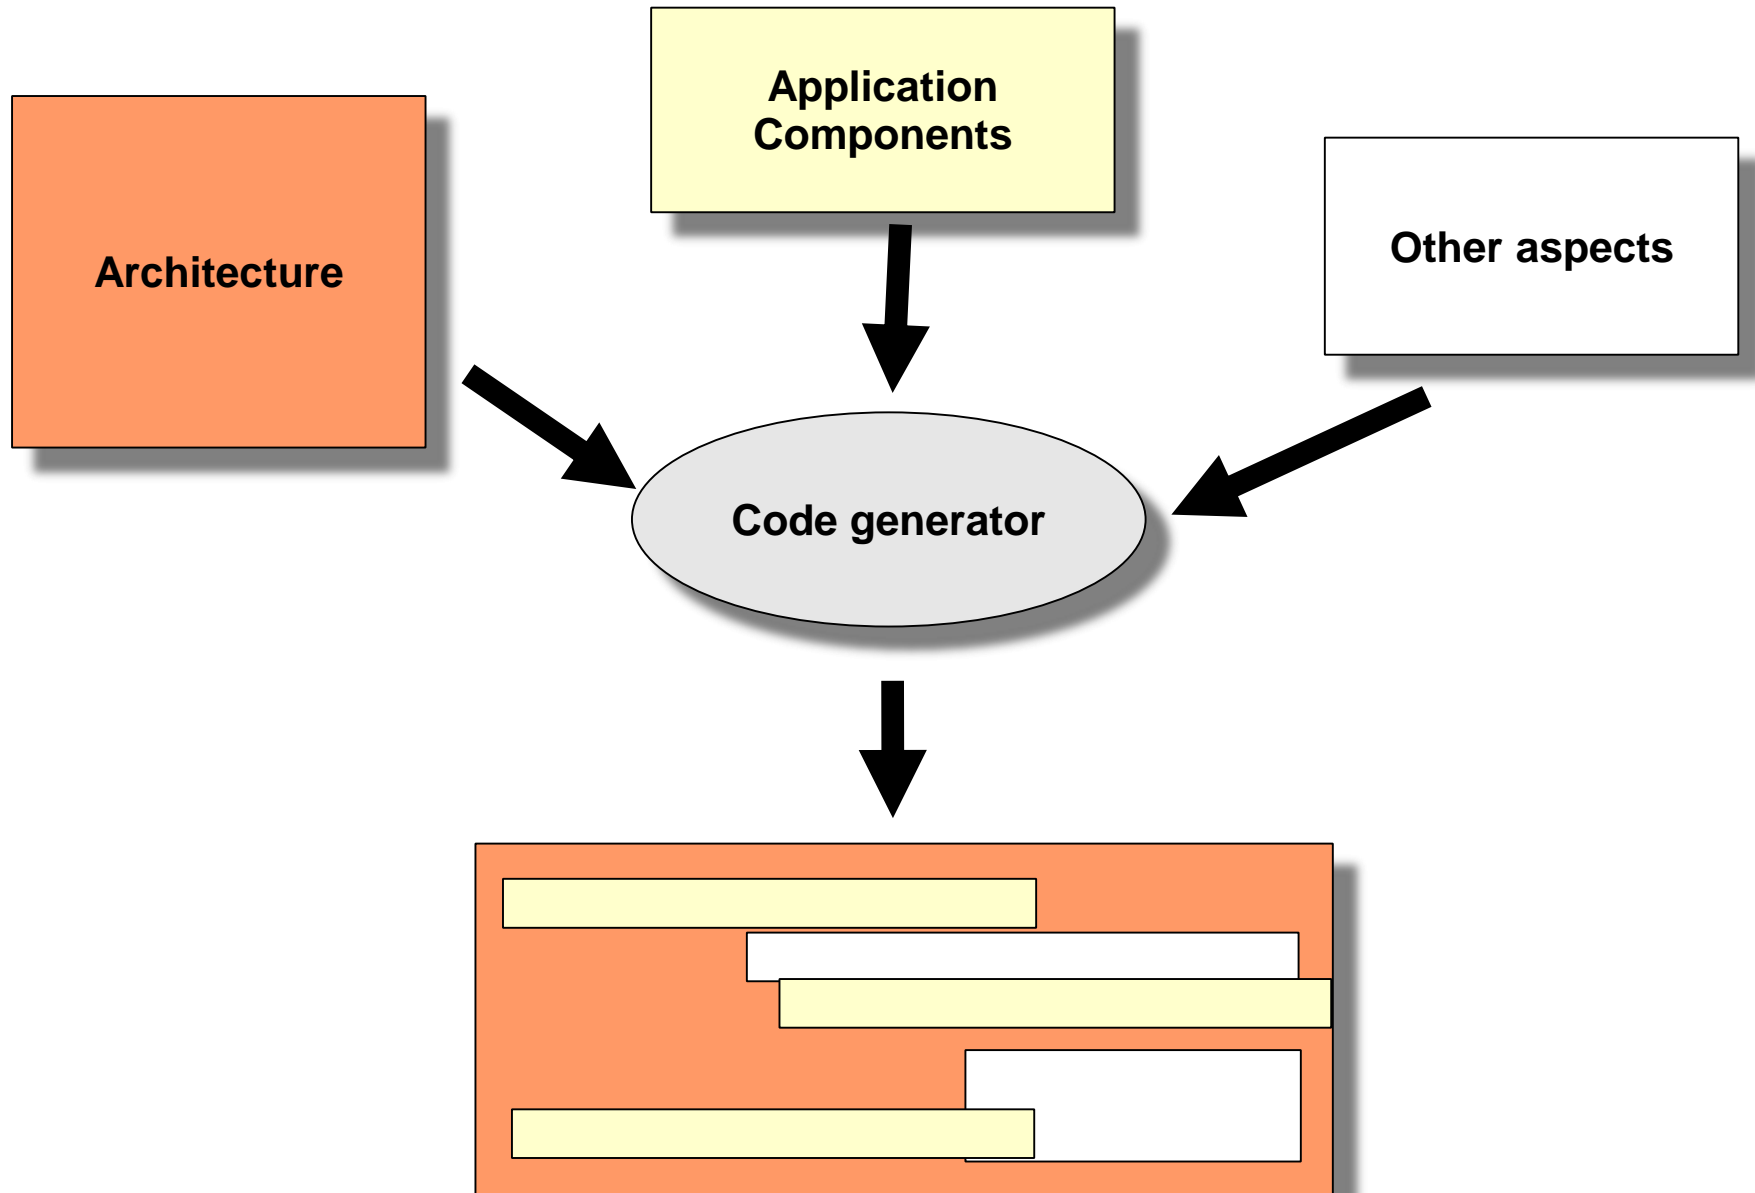 Application
Components
Architecture
Other aspects
Code generator